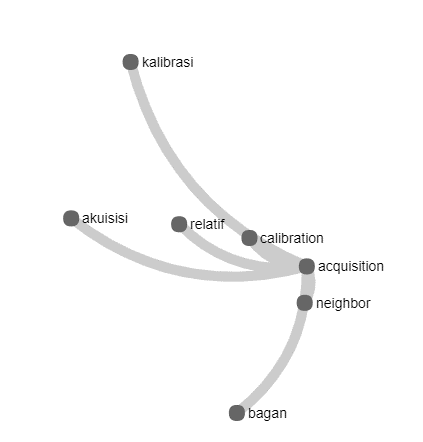 kalibrasi
akuisisi
relatif
calibration
acquisition
neighbor
bagan